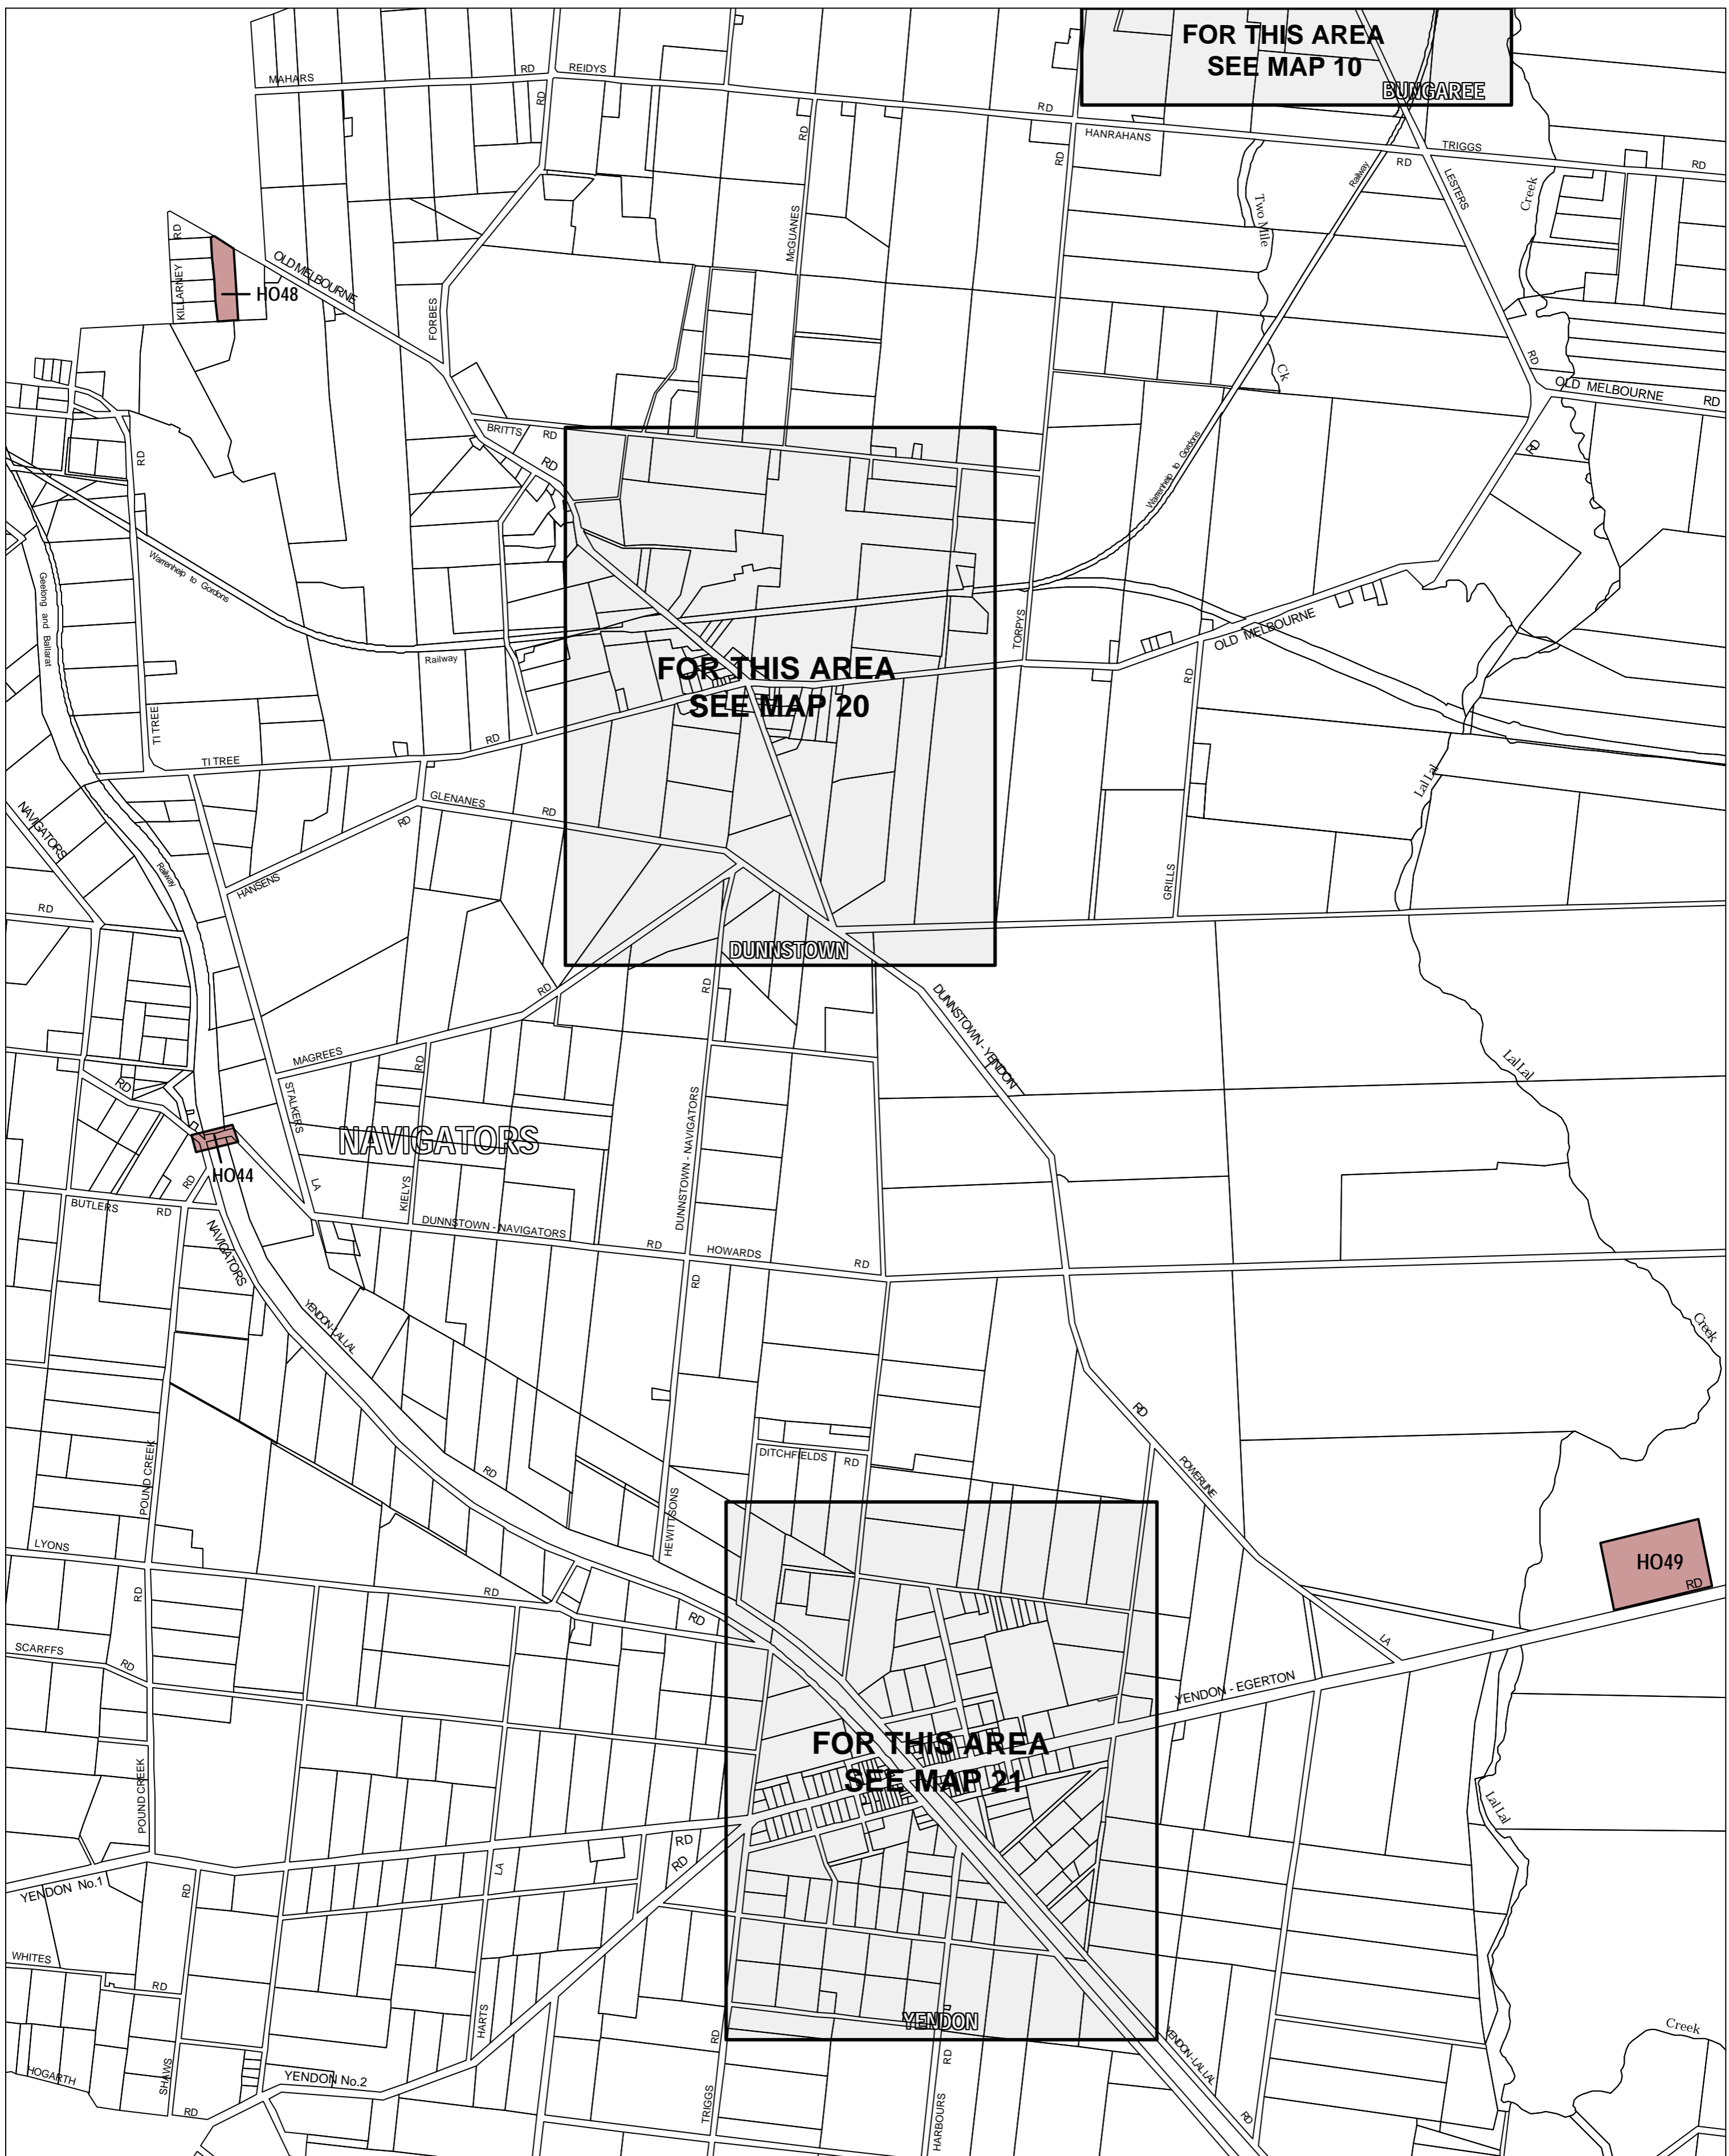 FOR THIS AREA
SEE MAP 10
BUNGAREE
MAHARS
RD
REIDYS
RD
RD
RD
HANRAHANS
RD
TRIGGS
RD
RD
RD
LESTERS
Creek
Railway
Two Mile
Ck
McGUANES
KILLARNEY
RD
HO48
OLD MELBOURNE
FORBES
RD
OLD MELBOURNE
RD
BRITTS
RD
RD
RD
RD
Warrenheip to Gordons
Warrenheip to Gordons
Geelong and Ballarat
Railway
FOR THIS AREA
SEE MAP 20
TORPYS
OLD MELBOURNE
RD
TI TREE
TI TREE
RD
Lal Lal
GLENANES
RD
NAVIGATORS
RD
HANSENS
Railway
GRILLS
RD
DUNNSTOWN
RD
RD
DUNNSTOWN - YENDON
MAGREES
RD
Lal Lal
RD
STALKERS
DUNNSTOWN - NAVIGATORS
NAVIGATORS
HO44
RD
LA
KIELYS
BUTLERS
RD
DUNNSTOWN - NAVIGATORS
RD
HOWARDS
RD
NAVIGATORS
RD
YENDON-LAL LAL
Creek
RD
POUND CREEK
RD
DITCHFIELDS
RD
POWERLINE
HEWITTSONS
LYONS
RD
RD
RD
HO49
RD
SCARFFS
RD
LA
YENDON - EGERTON
FOR THIS AREA
SEE MAP 21
POUND CREEK
Lal Lal
RD
RD
LA
YENDON No.1
RD
WHITES
RD
HARTS
YENDON
RD
RD
YENDON-LAL LAL
Creek
HOGARTH
SHAWS
YENDON No.2
RD
TRIGGS
HARBOURS
RD